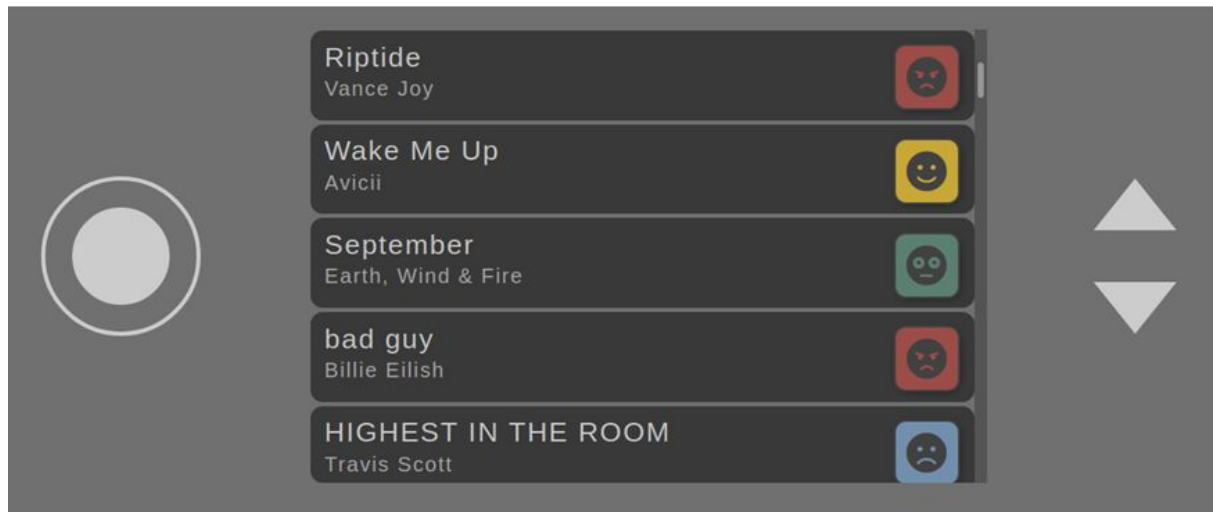 Riptide
Vance Joy
Wake Me Up
Avicii
September
Earth, Wind & Fire
bad guy
Billie Eilish
HIGHEST IN THE ROOM
Travis Scott